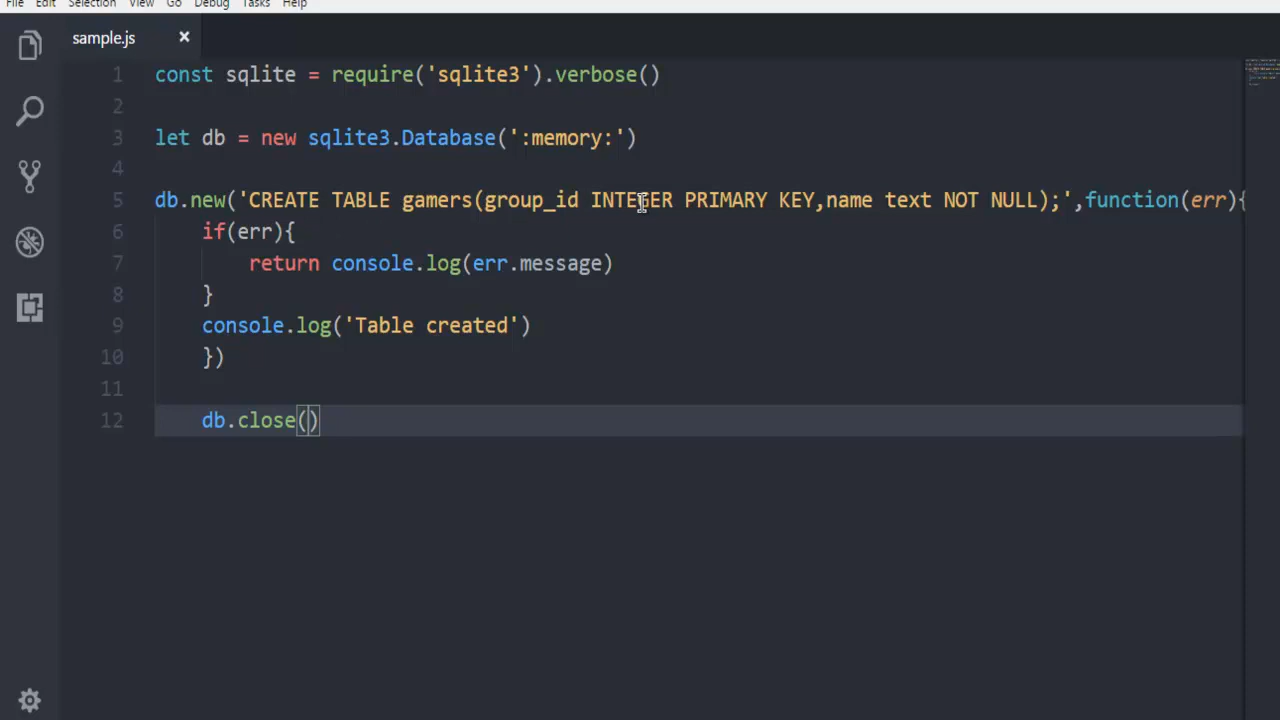 File Edit Selection View Go Debug Tasks Help
sample.js ×
1 const sqlite = require('sqlite3').verbose()
2
3 let db = new sqlite3.Database(':memory:')
4
5 db.new('CREATE TABLE gamers(group_id INTEGER PRIMARY KEY,name text NOT NULL);',function(err){
6 if(err){
7 return console.log(err.message)
8 }
9 console.log('Table created')
10 })
11
12 db.close()